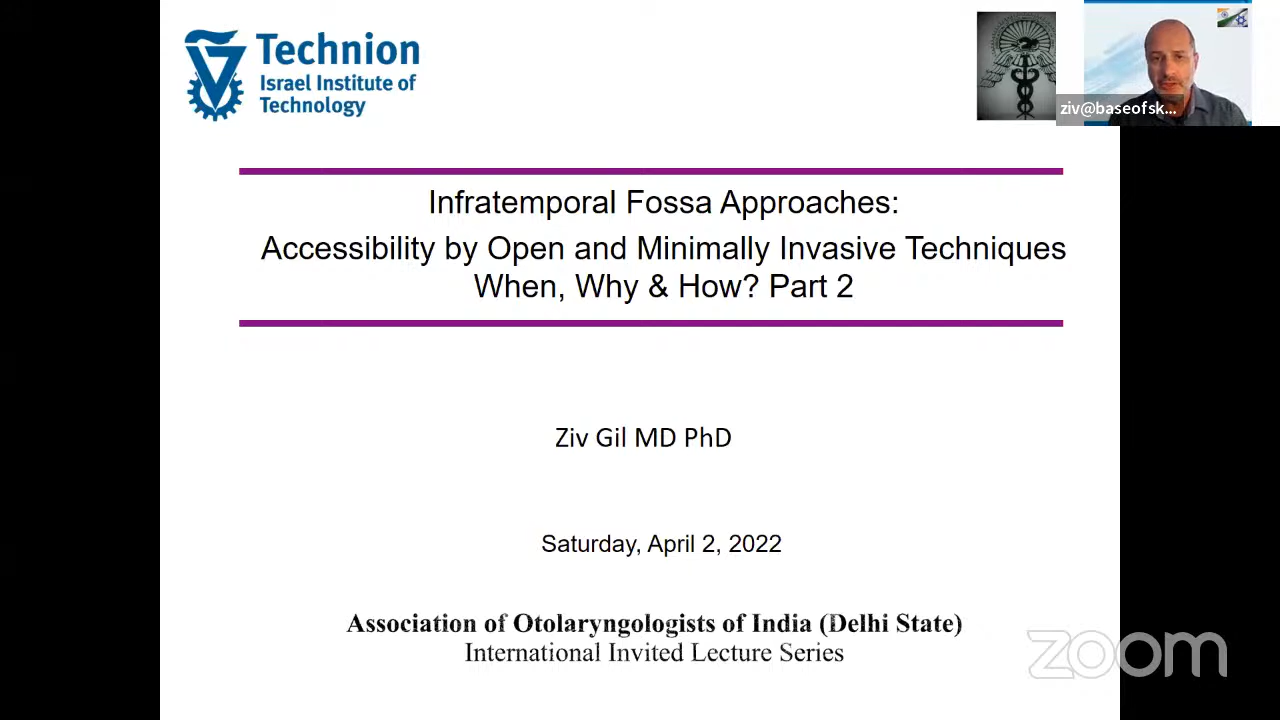 Technion
Israel Institute of
Technology
ziv@baseofsk...
Infratemporal Fossa Approaches:
Accessibility by Open and Minimally Invasive Techniques
When, Why & How? Part 2
Ziv Gil MD PhD
Saturday, April 2, 2022
Association of Otolaryngologists of India (Delhi State)
International Invited Lecture Series
zoom